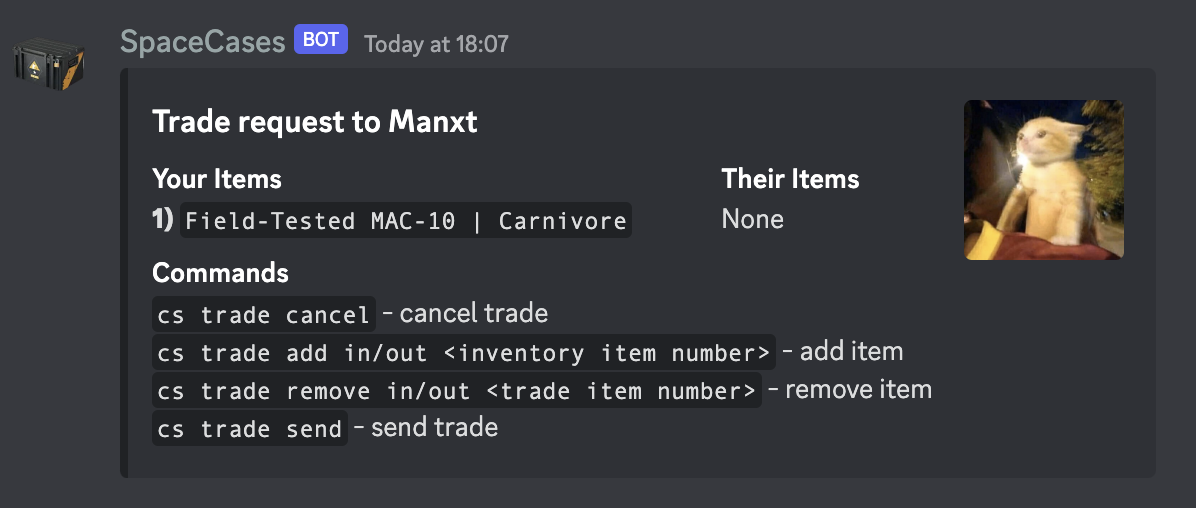 SpaceCases BOT Today at 18:07
Trade request to Manxt
Your Items
1) Field-Tested MAC-10 | Carnivore
Their Items
None
Commands
cs trade cancel - cancel trade
cs trade add in/out <inventory item number> - add item
cs trade remove in/out <trade item number> - remove item
cs trade send - send trade